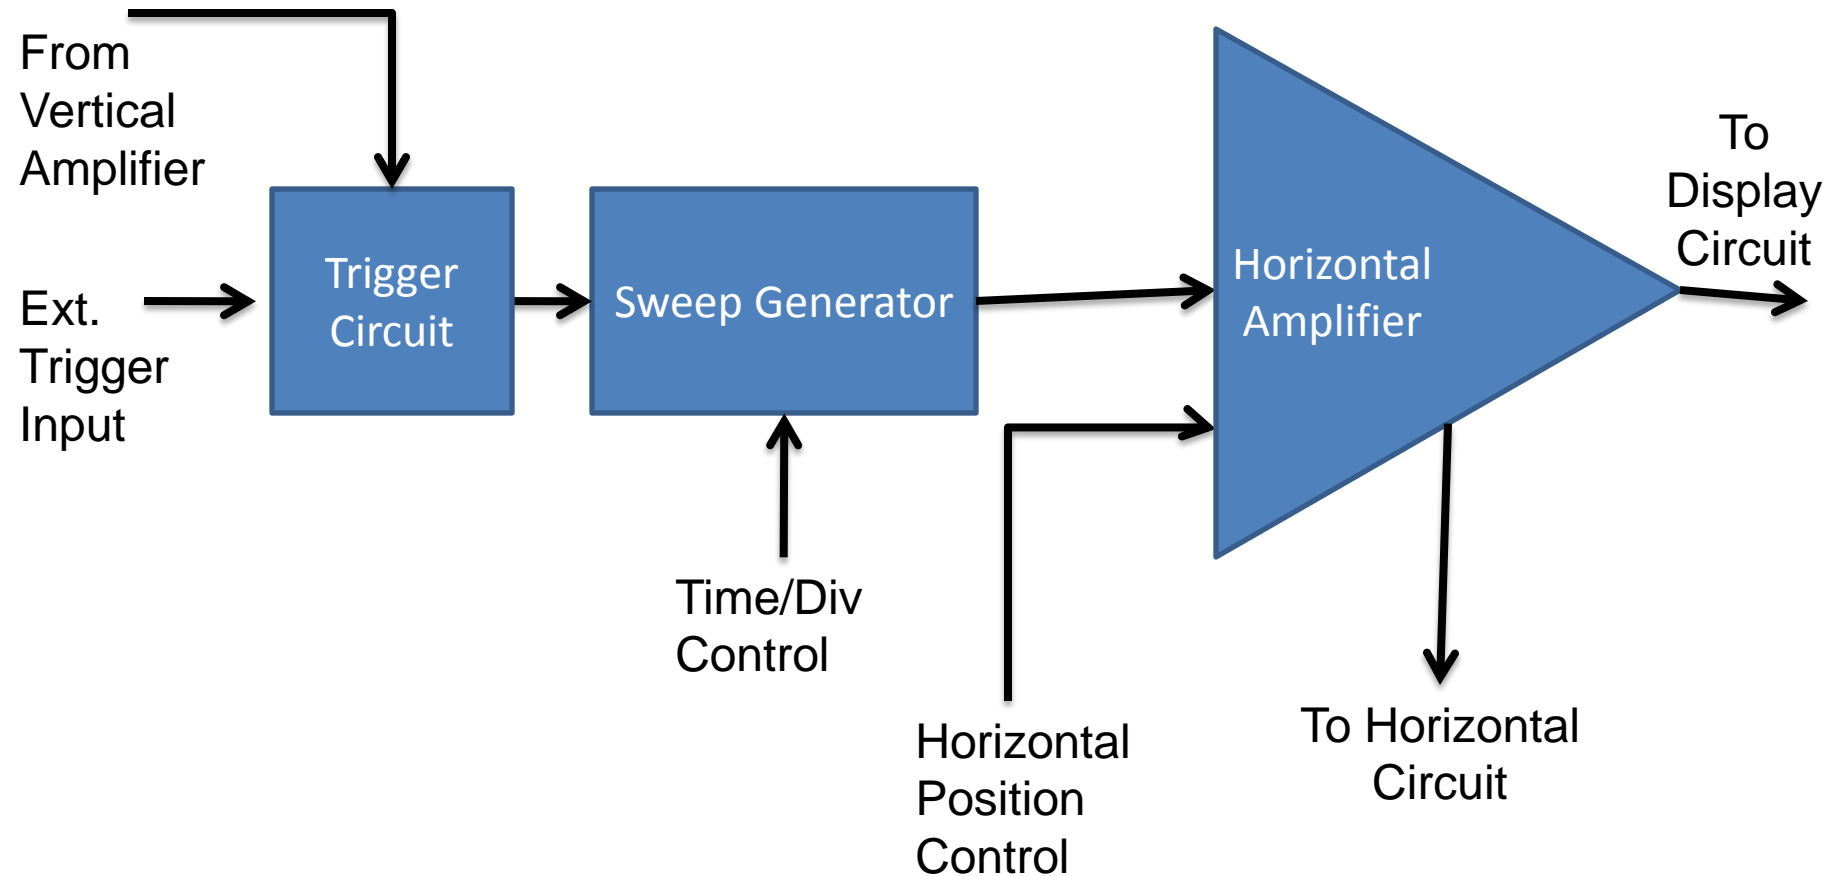 From
Vertical
Amplifier
Ext.
Trigger
Input
Trigger
Circuit
Sweep Generator
Time/Div
Control
Horizontal
Position
Control
Horizontal
Amplifier
To
Display
Circuit
To Horizontal
Circuit